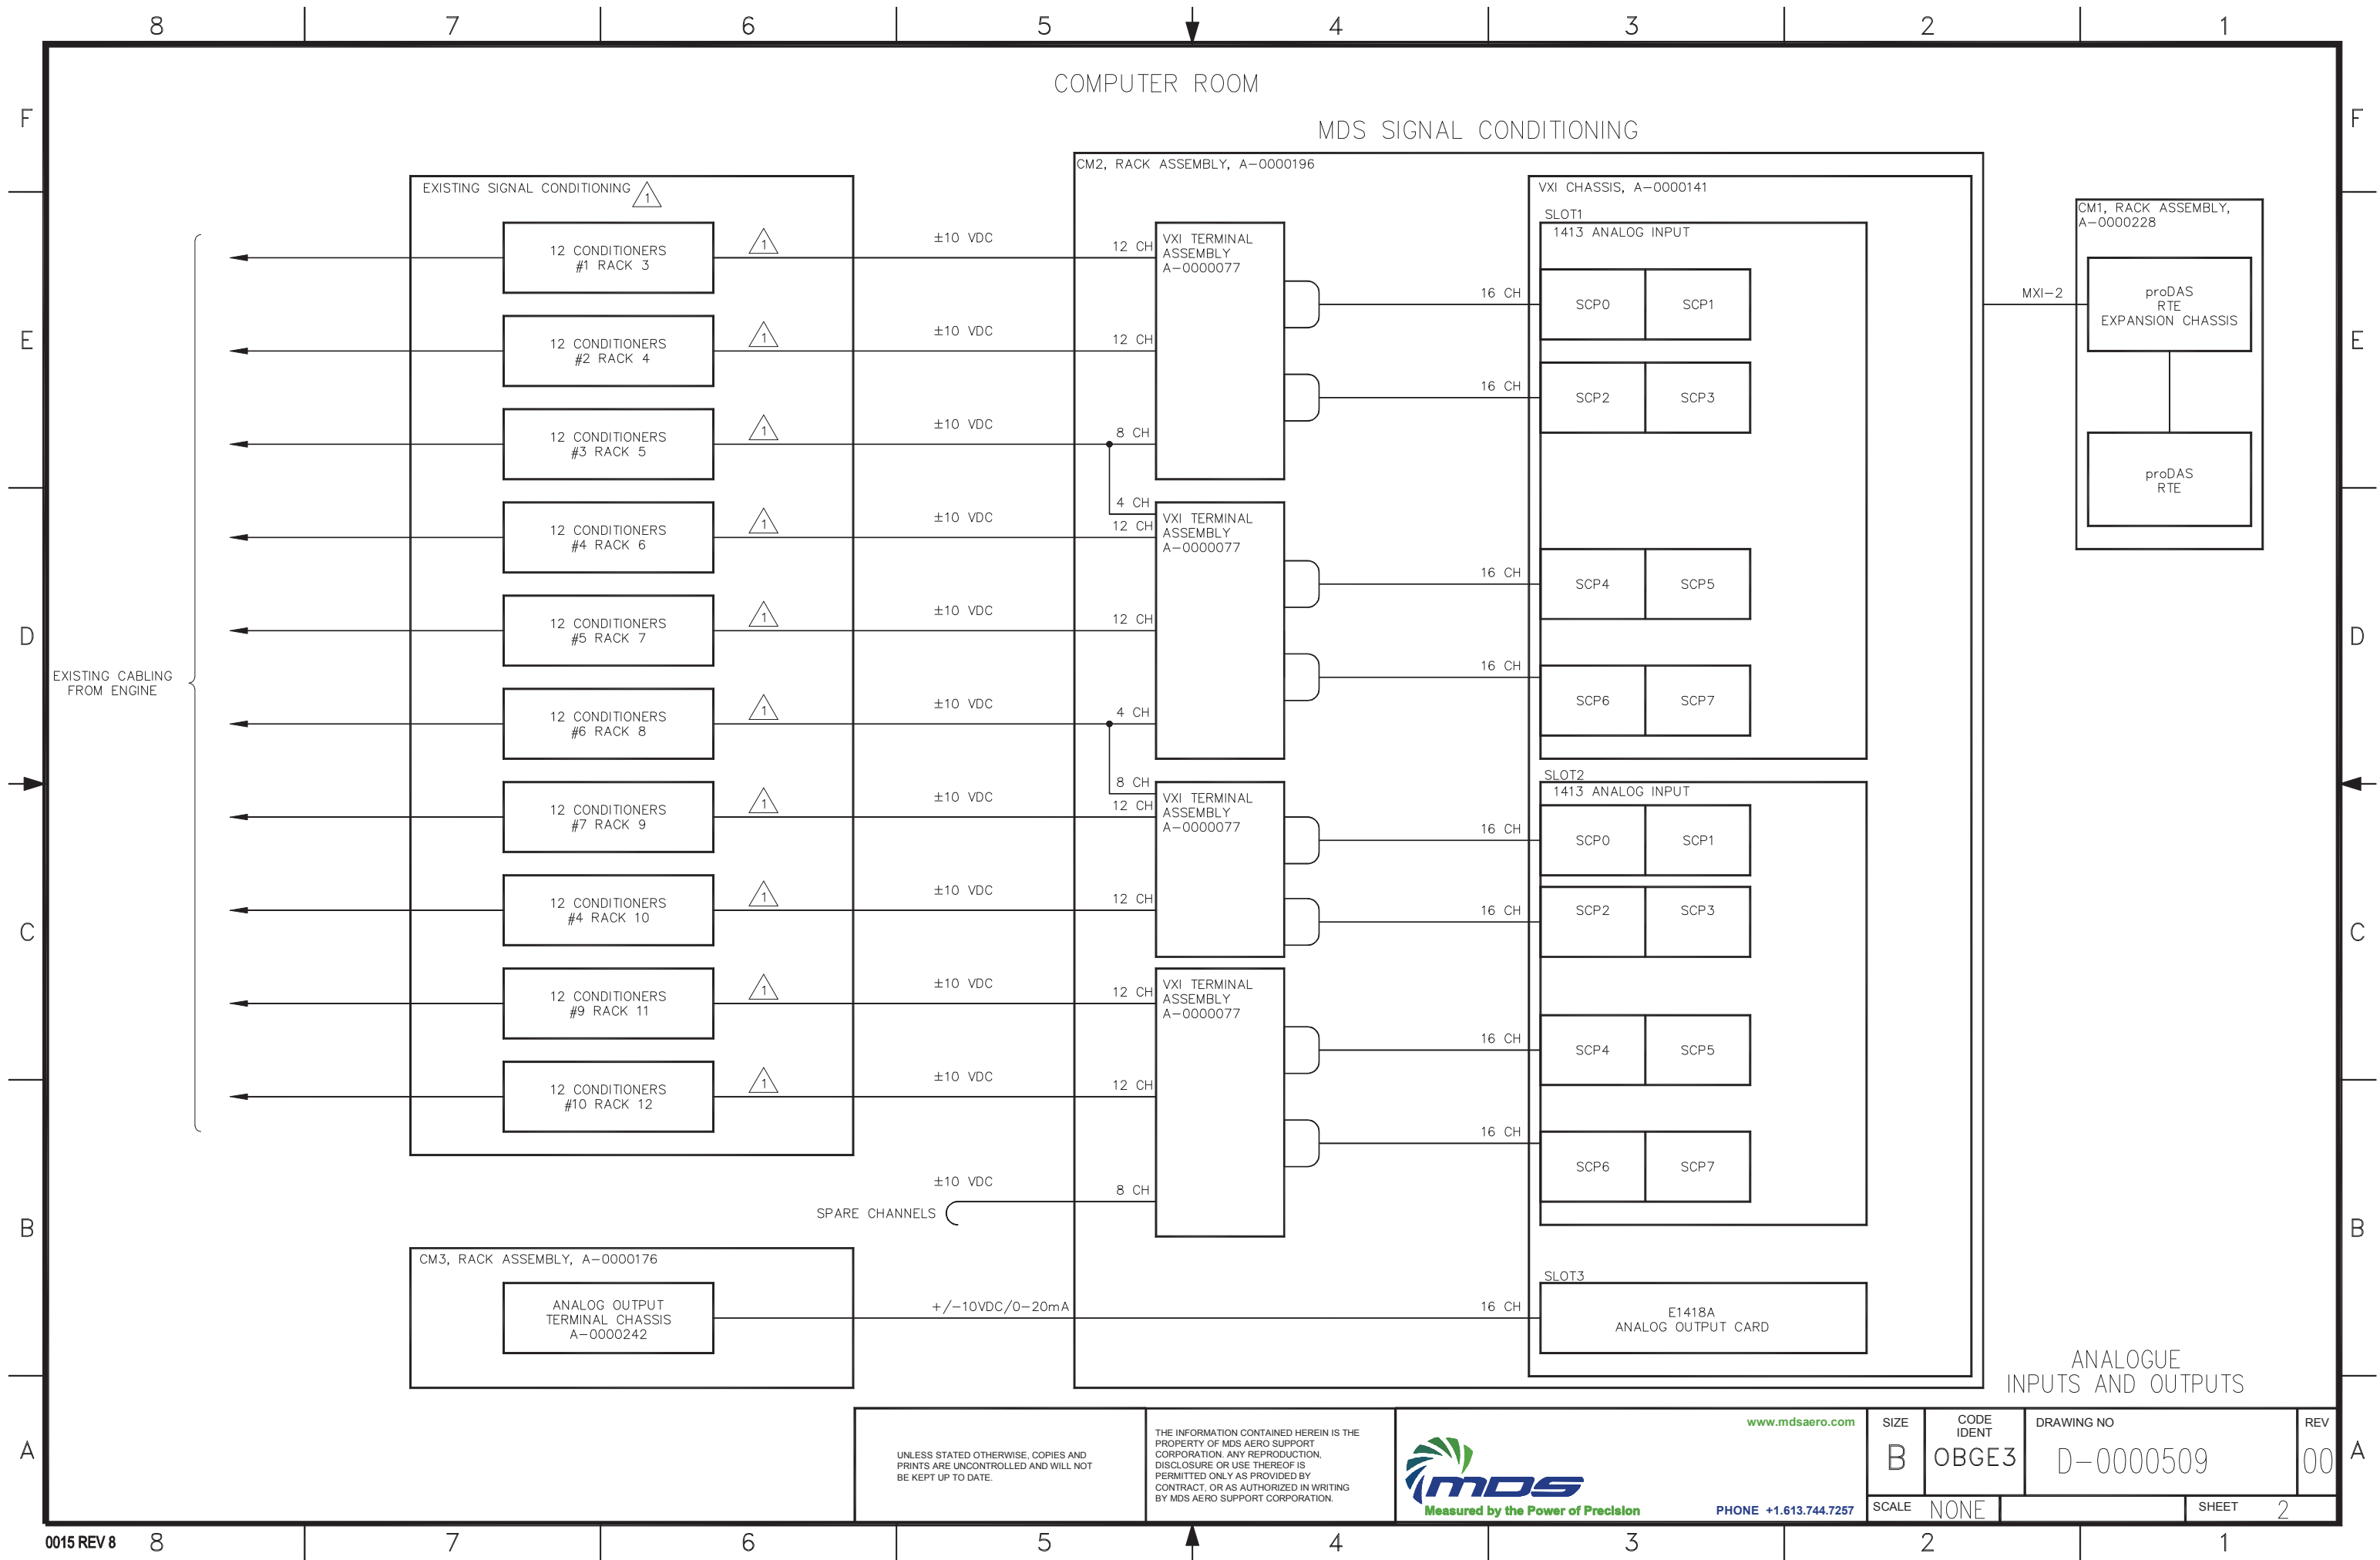 8 7 6 5 4 3 2 1
F
E
D
C
B
A
COMPUTER ROOM
MDS SIGNAL CONDITIONING
EXISTING CABLING
FROM ENGINE
EXISTING SIGNAL CONDITIONING 1
12 CONDITIONERS
#1 RACK 3
1
±10 VDC
12 CH
12 CONDITIONERS
#2 RACK 4
1
±10 VDC
12 CH
12 CONDITIONERS
#3 RACK 5
1
±10 VDC
8 CH
4 CH
12 CONDITIONERS
#4 RACK 6
1
±10 VDC
12 CH
12 CONDITIONERS
#5 RACK 7
1
±10 VDC
12 CH
12 CONDITIONERS
#6 RACK 8
1
±10 VDC
4 CH
8 CH
12 CONDITIONERS
#7 RACK 9
1
±10 VDC
12 CH
12 CONDITIONERS
#4 RACK 10
1
±10 VDC
12 CH
12 CONDITIONERS
#9 RACK 11
1
±10 VDC
12 CH
12 CONDITIONERS
#10 RACK 12
1
±10 VDC
12 CH
±10 VDC
8 CH
SPARE CHANNELS
CM3, RACK ASSEMBLY, A-0000176
ANALOG OUTPUT
TERMINAL CHASSIS
A-0000242
+/-10VDC/0-20mA
16 CH
CM2, RACK ASSEMBLY, A-0000196
VXI TERMINAL
ASSEMBLY
A-0000077
VXI TERMINAL
ASSEMBLY
A-0000077
VXI TERMINAL
ASSEMBLY
A-0000077
VXI TERMINAL
ASSEMBLY
A-0000077
VXI CHASSIS, A-0000141
SLOT1
1413 ANALOG INPUT
16 CH
SCP0 SCP1
16 CH
SCP2 SCP3
16 CH
SCP4 SCP5
16 CH
SCP6 SCP7
SLOT2
1413 ANALOG INPUT
16 CH
SCP0 SCP1
16 CH
SCP2 SCP3
16 CH
SCP4 SCP5
16 CH
SCP6 SCP7
SLOT3
E1418A
ANALOG OUTPUT CARD
MXI-2
CM1, RACK ASSEMBLY,
A-0000228
proDAS
RTE
EXPANSION CHASSIS
proDAS
RTE
F
E
D
C
B
A
ANALOGUE
INPUTS AND OUTPUTS
UNLESS STATED OTHERWISE, COPIES AND
PRINTS ARE UNCONTROLLED AND WILL NOT
BE KEPT UP TO DATE.
THE INFORMATION CONTAINED HEREIN IS THE
PROPERTY OF MDS AERO SUPPORT
CORPORATION. ANY REPRODUCTION,
DISCLOSURE OR USE THEREOF IS
PERMITTED ONLY AS PROVIDED BY
CONTRACT, OR AS AUTHORIZED IN WRITING
BY MDS AERO SUPPORT CORPORATION.
www.mdsaero.com
MDS
Measured by the Power of Precision
PHONE +1.613.744.7257
SIZE
B
CODE
IDENT
OBGE3
DRAWING NO
D-0000509
REV
00
SCALE NONE
SHEET 2
0015 REV 8
8 7 6 5 4 3 2 1